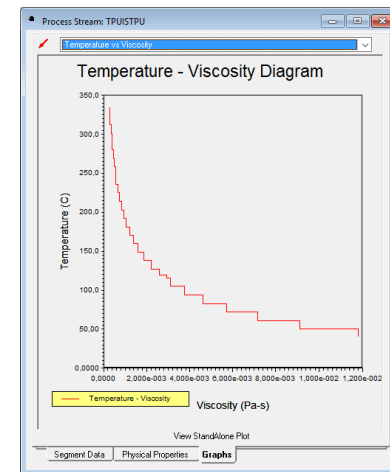 Process Stream: TPUISTPU
Temperature vs Viscosity
Temperature - Viscosity Diagram
350,0
300,0
250,0
200,0
150,0
100,0
50,00
0,0000
Temperature (C)
0,0000 2,000e-003 4,000e-003 6,000e-003 8,000e-003 1,000e-002 1,200e-002
Temperature - Viscosity
Viscosity (Pa-s)
View StandAlone Plot
Segment Data Physical Properties Graphs